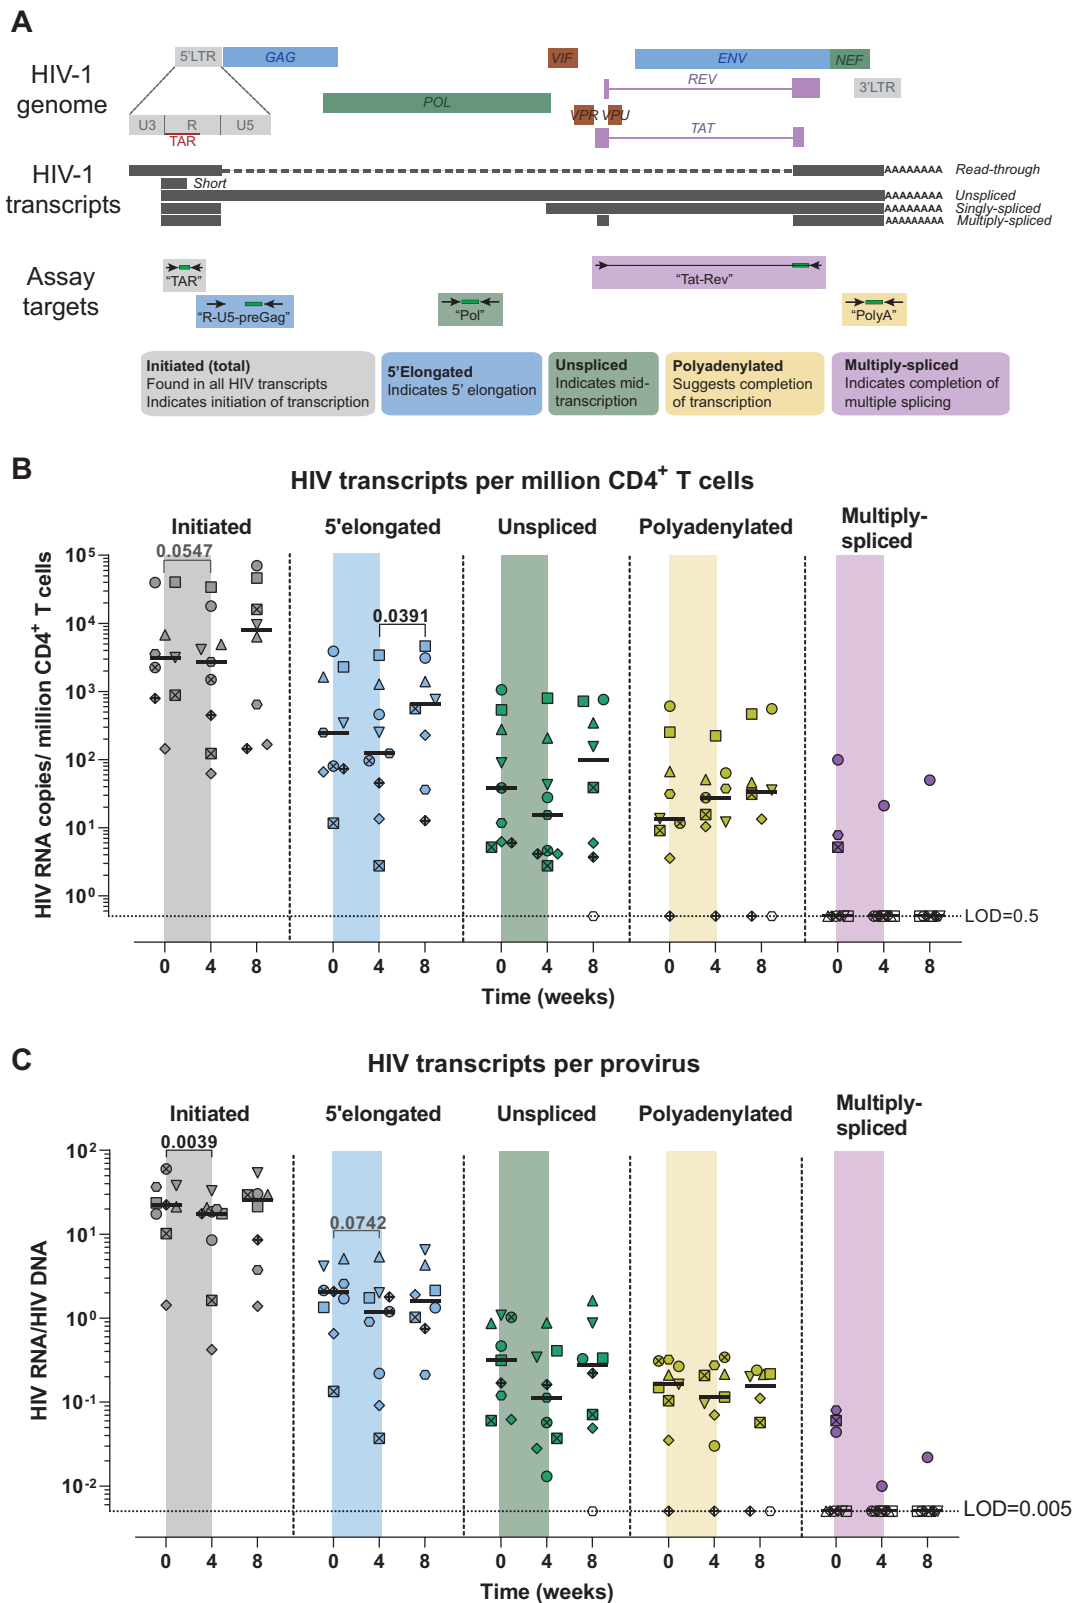 A
HIV-1 genome
5'LTR
GAG
VIF
ENV
NEF
REV
3'LTR
POL
VPR
VPU
TAT
U3
R
U5
TAR
HIV-1 transcripts
AAAAAAAA Read-through
Short
AAAAAAAA Unspliced
AAAAAAAA Singly-spliced
AAAAAAAAA Multiply-spliced
Assay targets
"TAR"
"Tat-Rev"
"R-U5-preGag"
"Pol"
"PolyA"
Initiated (total)
Found in all HIV transcripts
Indicates initiation of transcription
5'Elongated
Indicates 5' elongation
Unspliced
Indicates mid-
transcription
Polyadenylated
Suggests completion
of transcription
Multiply-spliced
Indicates completion of
multiple splicing
B
HIV transcripts per million CD4⁺ T cells
Initiated
5'elongated
Unspliced
Polyadenylated
Multiply-
spliced
HIV RNA copies/ million CD4⁺ T cells
10⁵
10⁴
10³
10²
10¹
10⁰
0.0547
0.0391
LOD=0.5
0 4 8 0 4 8 0 4 8 0 4 8 0 4 8
Time (weeks)
C
HIV transcripts per provirus
Initiated
5'elongated
Unspliced
Polyadenylated
Multiply-
spliced
HIV RNA/HIV DNA
10²
10¹
10⁰
10⁻¹
10⁻²
0.0039
0.0742
LOD=0.005
0 4 8 0 4 8 0 4 8 0 4 8 0 4 8
Time (weeks)